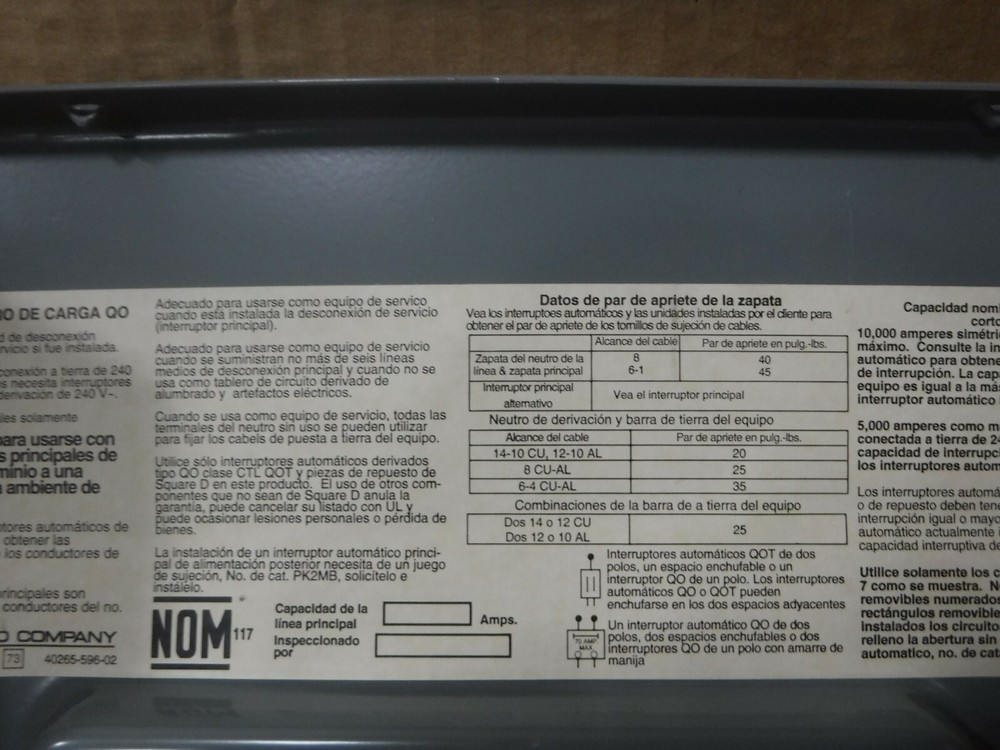 O DE CARGA QO
d de desconexión
rvicio si fue instalada.
conexión a tierra de 240
s necesita interruptores
derivación de 240 V~.
les solamente
para usarse con
s principales de
minio a una
a ambiente de
tores automáticos de
obtener las
los conductores de
rincipales son
conductores del no.
D COMPANY
73 40265-596-02
Adecuado para usarse como equipo de servico
cuando está instalada la desconexión de servicio
(interruptor principal).
Adecuado para usarse como equipo de servicio
cuando se suministran no más de seis líneas
medios de desconexión principal y cuando no se
usa como tablero de circuito derivado de
alumbrado y artefactos eléctricos.
Cuando se usa como equipo de servicio, todas las
terminales del neutro sin uso se pueden utilizar
para fijar los cabels de puesta a tierra del equipo.
Utilice sólo interruptores automáticos derivados
tipo QO clase CTL QOT y piezas de repuesto de
Square D en este producto. El uso de otros com-
ponentes que no sean de Square D anula la
garantía, puede cancelar su listado con UL y
puede ocasionar lesiones personales o pérdida de
bienes.
La instalación de un interruptor automático princi-
pal de alimentación posterior necesita de un juego
de sujeción, No. de cat. PK2MB, solicítelo e
instálelo.
NOM 117
Capacidad de la
línea principal Amps.
Inspeccionado
por
Datos de par de apriete de la zapata
Vea los interruptoes automáticos y las unidades instaladas por el cliente para
obtener el par de apriete de los tornillos de sujeción de cables.
Alcance del cable Par de apriete en pulg.-lbs.
Zapata del neutro de la 8 40
línea & zapata principal 6-1 45
Interruptor principal
alternativo Vea el interruptor principal
Neutro de derivación y barra de tierra del equipo
Alcance del cable Par de apriete en pulg.-lbs.
14-10 CU, 12-10 AL 20
8 CU-AL 25
6-4 CU-AL 35
Combinaciones de la barra de a tierra del equipo
Dos 14 o 12 CU
Dos 12 o 10 AL 25
Interruptores automáticos QOT de dos
polos, un espacio enchufable o un
interruptor QO de un polo. Los interruptores
automáticos QO o QOT pueden
enchufarse en los dos espacios adyacentes
Un interruptor automático QO de dos
polos, dos espacios enchufables o dos
interruptores QO de un polo con amarre de
manija
70 AMP
MAX
Capacidad nomi
corto
10,000 amperes simétri
máximo. Consulte la in
automático para obtene
de interrupción. La cap
equipo es igual a la má
interruptor automático
5,000 amperes como m
conectada a tierra de 24
capacidad de interrupci
los interruptores autom
Los interruptores automá
o de repuesto deben tene
interrupción igual o mayo
automático actualmente
capacidad interruptiva de
Utilice solamente los c
7 como se muestra. N
removibles numerados
rectángulos removible
instalados los circuito
relleno la abertura sin
automatico, no. de cat